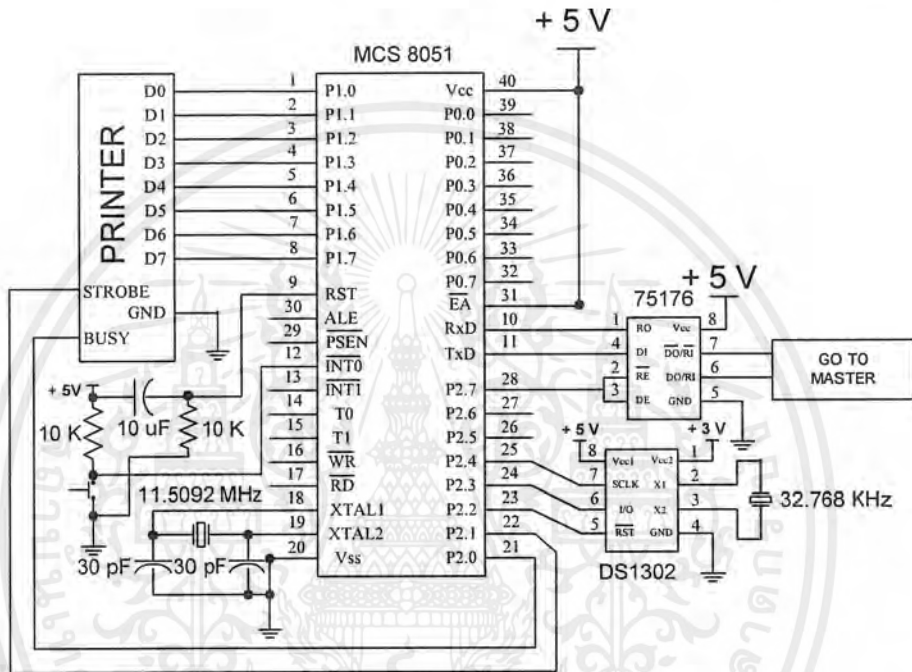 + 5 V
MCS 8051
PRINTER
D0
D1
D2
D3
D4
D5
D6
D7
STROBE
GND
BUSY
1
2
3
4
5
6
7
8
9
30
29
12
13
14
15
16
17
18
19
20
P1.0
P1.1
P1.2
P1.3
P1.4
P1.5
P1.6
P1.7
RST
ALE
PSEN
INT0
INT1
T0
T1
WR
RD
XTAL1
XTAL2
Vss
Vcc
P0.0
P0.1
P0.2
P0.3
P0.4
P0.5
P0.6
P0.7
EA
RxD
TxD
P2.7
P2.6
P2.5
P2.4
P2.3
P2.2
P2.1
P2.0
40
39
38
37
36
35
34
33
32
31
10
11
28
27
26
25
24
23
22
21
+ 5V
10 K
10 uF
10 K
11.5092 MHz
30 pF
30 pF
+ 5 V
75176
1
4
2
3
RO
DI
RE
DE
Vcc
DO/RI
DO/RI
GND
8
7
6
5
GO TO
MASTER
+ 5 V
+ 3 V
8
7
6
5
Vcc1
SCLK
I/O
RST
Vcc2
X1
X2
GND
1
2
3
4
32.768 KHz
DS1302